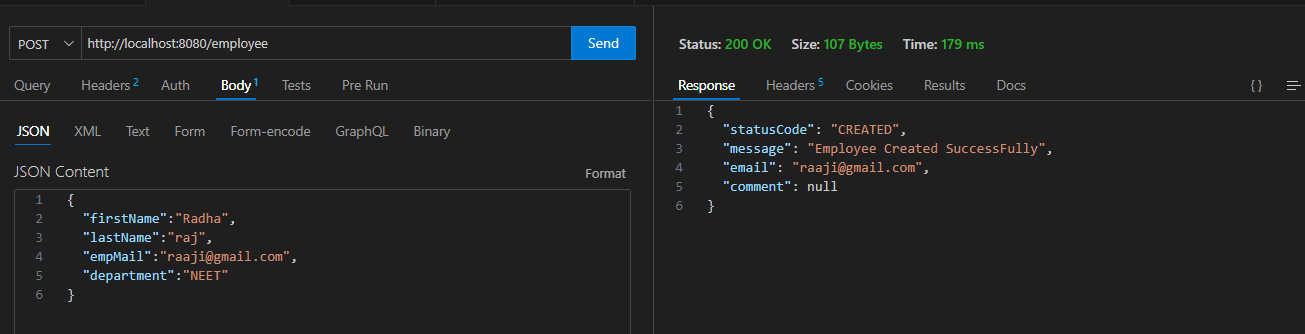 POST http://localhost:8080/employee Send
Query Headers 2 Auth Body 1 Tests Pre Run
JSON XML Text Form Form-encode GraphQL Binary
JSON Content Format
1 {
2 "firstName":"Radha",
3 "lastName":"raj",
4 "empMail":"raaji@gmail.com",
5 "department":"NEET"
6 }
Status: 200 OK Size: 107 Bytes Time: 179 ms
Response Headers 5 Cookies Results Docs { }
1 {
2 "statusCode": "CREATED",
3 "message": "Employee Created SuccessFully",
4 "email": "raaji@gmail.com",
5 "comment": null
6 }